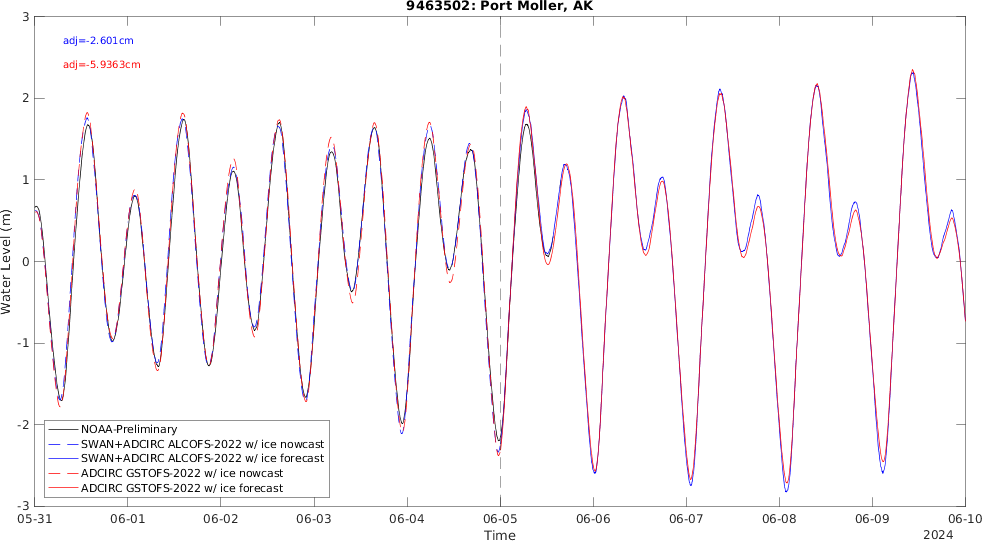 9463502: Port Moller, AK
adj=-2.601cm
adj=-5.9363cm
3
2
1
0
-1
-2
-3
Water Level (m)
NOAA-Preliminary
SWAN+ADCIRC ALCOFS-2022 w/ ice nowcast
SWAN+ADCIRC ALCOFS-2022 w/ ice forecast
ADCIRC GSTOFS-2022 w/ ice nowcast
ADCIRC GSTOFS-2022 w/ ice forecast
05-31 06-01 06-02 06-03 06-04 06-05 06-06 06-07 06-08 06-09 06-10
Time
2024